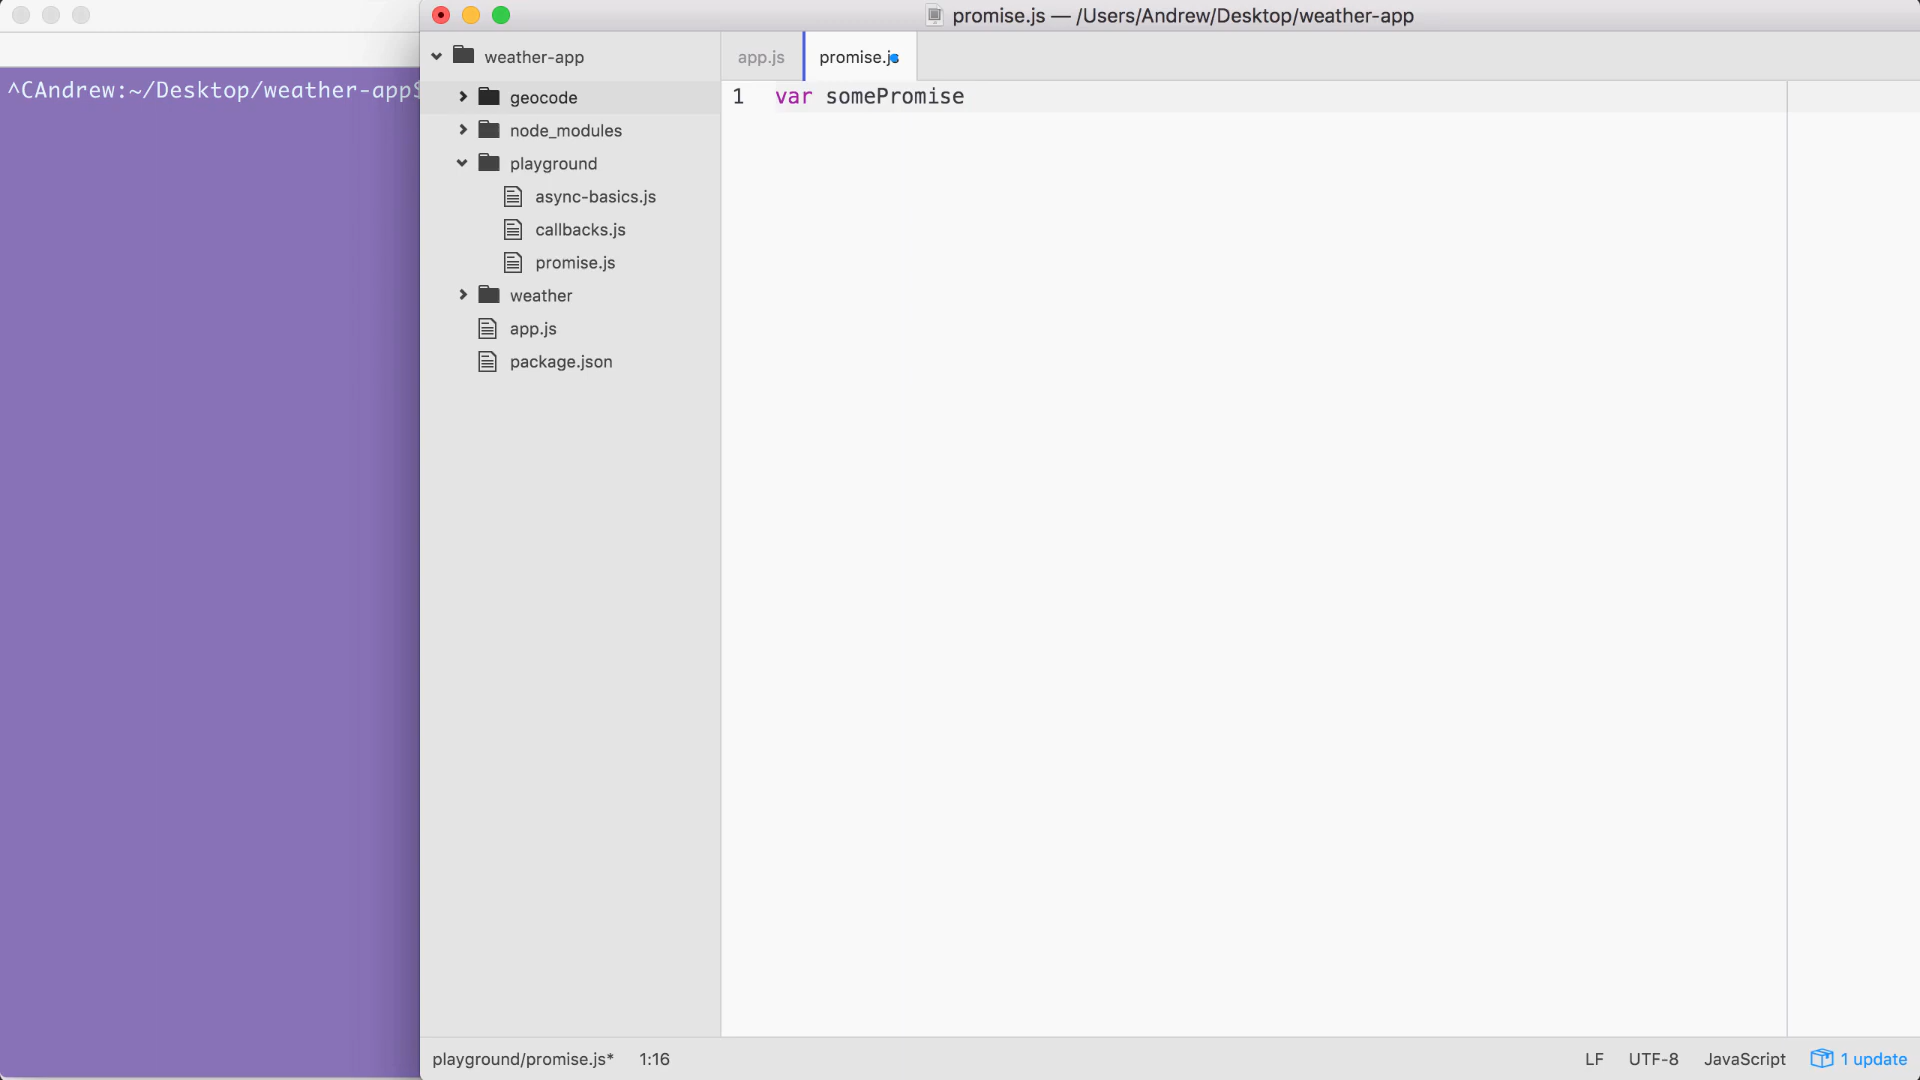 promise.js — /Users/Andrew/Desktop/weather-app
^CAndrew:~/Desktop/weather-app$
weather-app
geocode
node_modules
playground
async-basics.js
callbacks.js
promise.js
weather
app.js
package.json
app.js
promise.js
1 var somePromise
playground/promise.js* 1:16
LF UTF-8 JavaScript 1 update